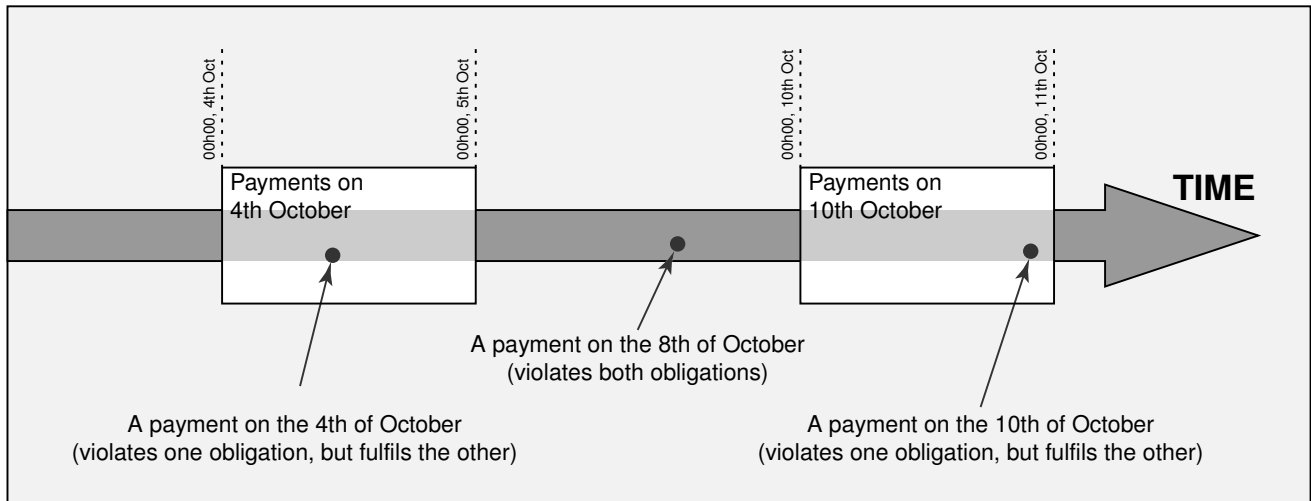 00h00, 4th Oct
00h00, 5th Oct
00h00, 10th Oct
00h00, 11th Oct
Payments on
4th October
Payments on
10th October
TIME
A payment on the 8th of October
(violates both obligations)
A payment on the 4th of October
(violates one obligation, but fulfils the other)
A payment on the 10th of October
(violates one obligation, but fulfils the other)